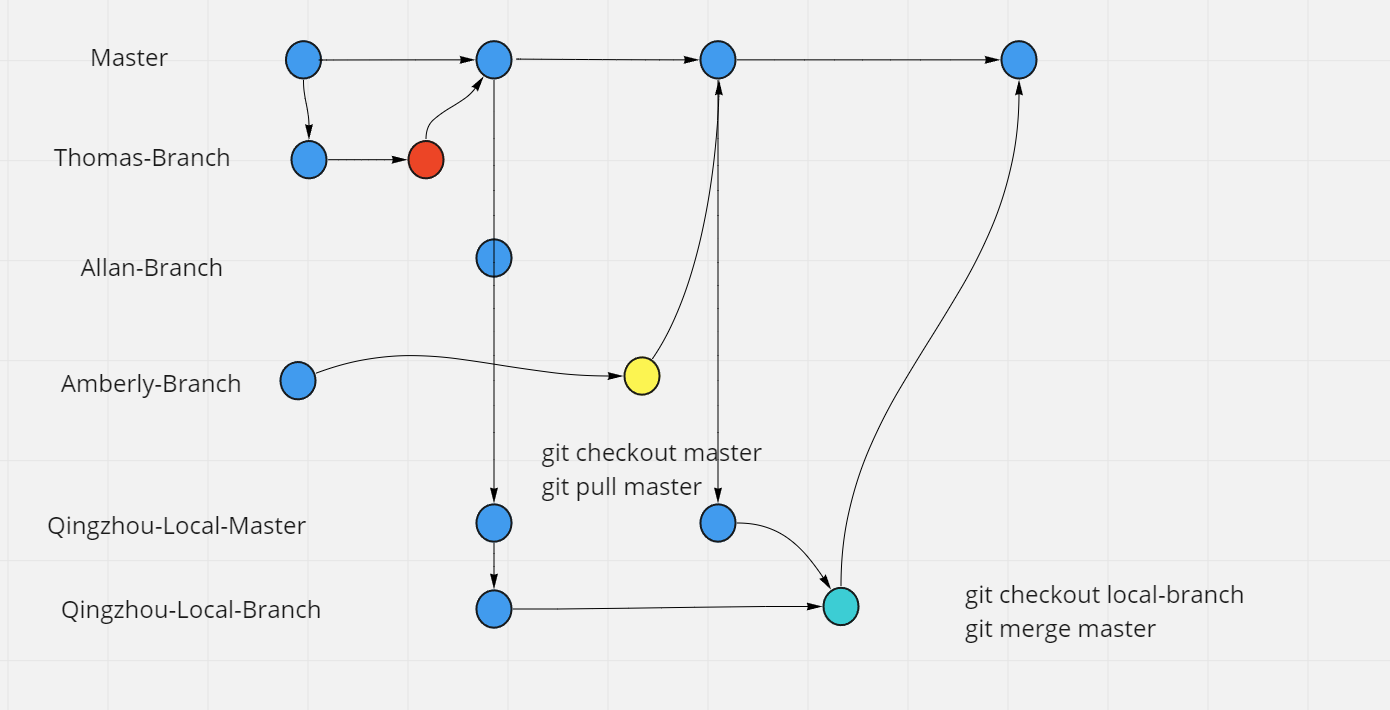 Master
Thomas-Branch
Allan-Branch
Amberly-Branch
git checkout master
git pull master
Qingzhou-Local-Master
Qingzhou-Local-Branch
git checkout local-branch
git merge master